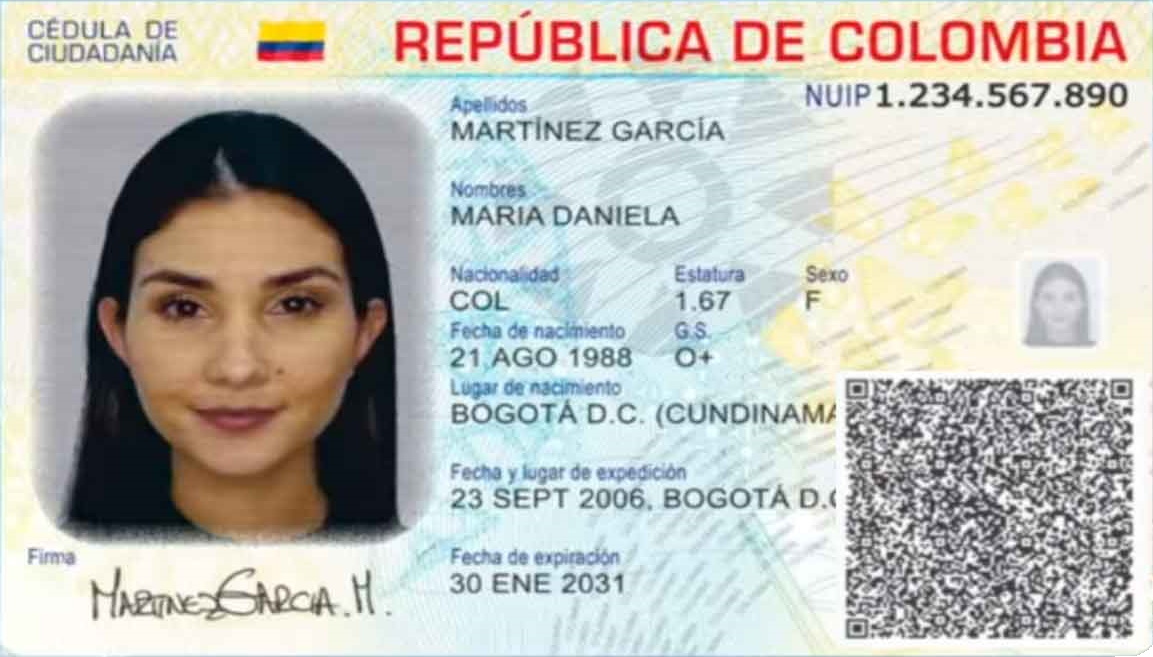 CÉDULA DE
CIUDADANÍA
REPÚBLICA DE COLOMBIA
NUIP 1.234.567.890
Apellidos
MARTÍNEZ GARCÍA
Nombres
MARIA DANIELA
Nacionalidad Estatura Sexo
COL 1.67 F
Fecha de nacimiento G.S.
21 AGO 1988 O+
Lugar de nacimiento
BOGOTÁ D.C. (CUNDINAMA
Fecha y lugar de expedición
23 SEPT 2006, BOGOTÁ D.C
Fecha de expiración
30 ENE 2031
Firma
MARTINEZ GARCIA. M.